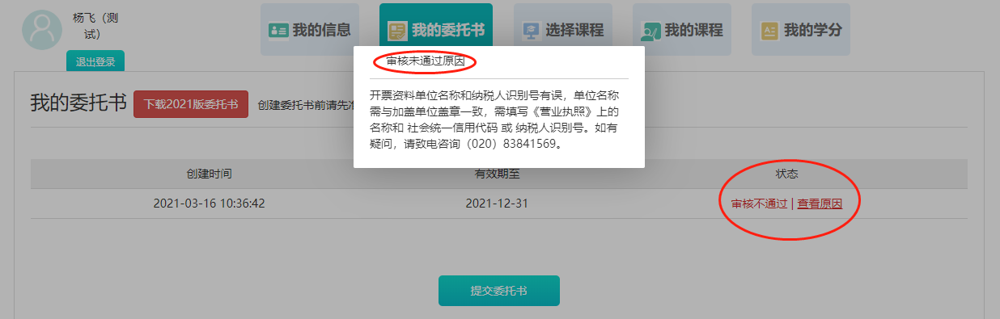 杨飞（测
试）
我的信息
我的委托书
选择课程
我的课程
我的学分
退出登录
审核未通过原因
开票资料单位名称和纳税人识别号有误，单位名称
需与加盖单位盖章一致，需填写《营业执照》上的
名称和 社会统一信用代码 或 纳税人识别号。如有
疑问，请致电咨询（020）83841569。
我的委托书
下载2021版委托书
创建委托书前请先准
创建时间
有效期至
状态
2021-03-16 10:36:42
2021-12-31
审核不通过 | 查看原因
提交委托书